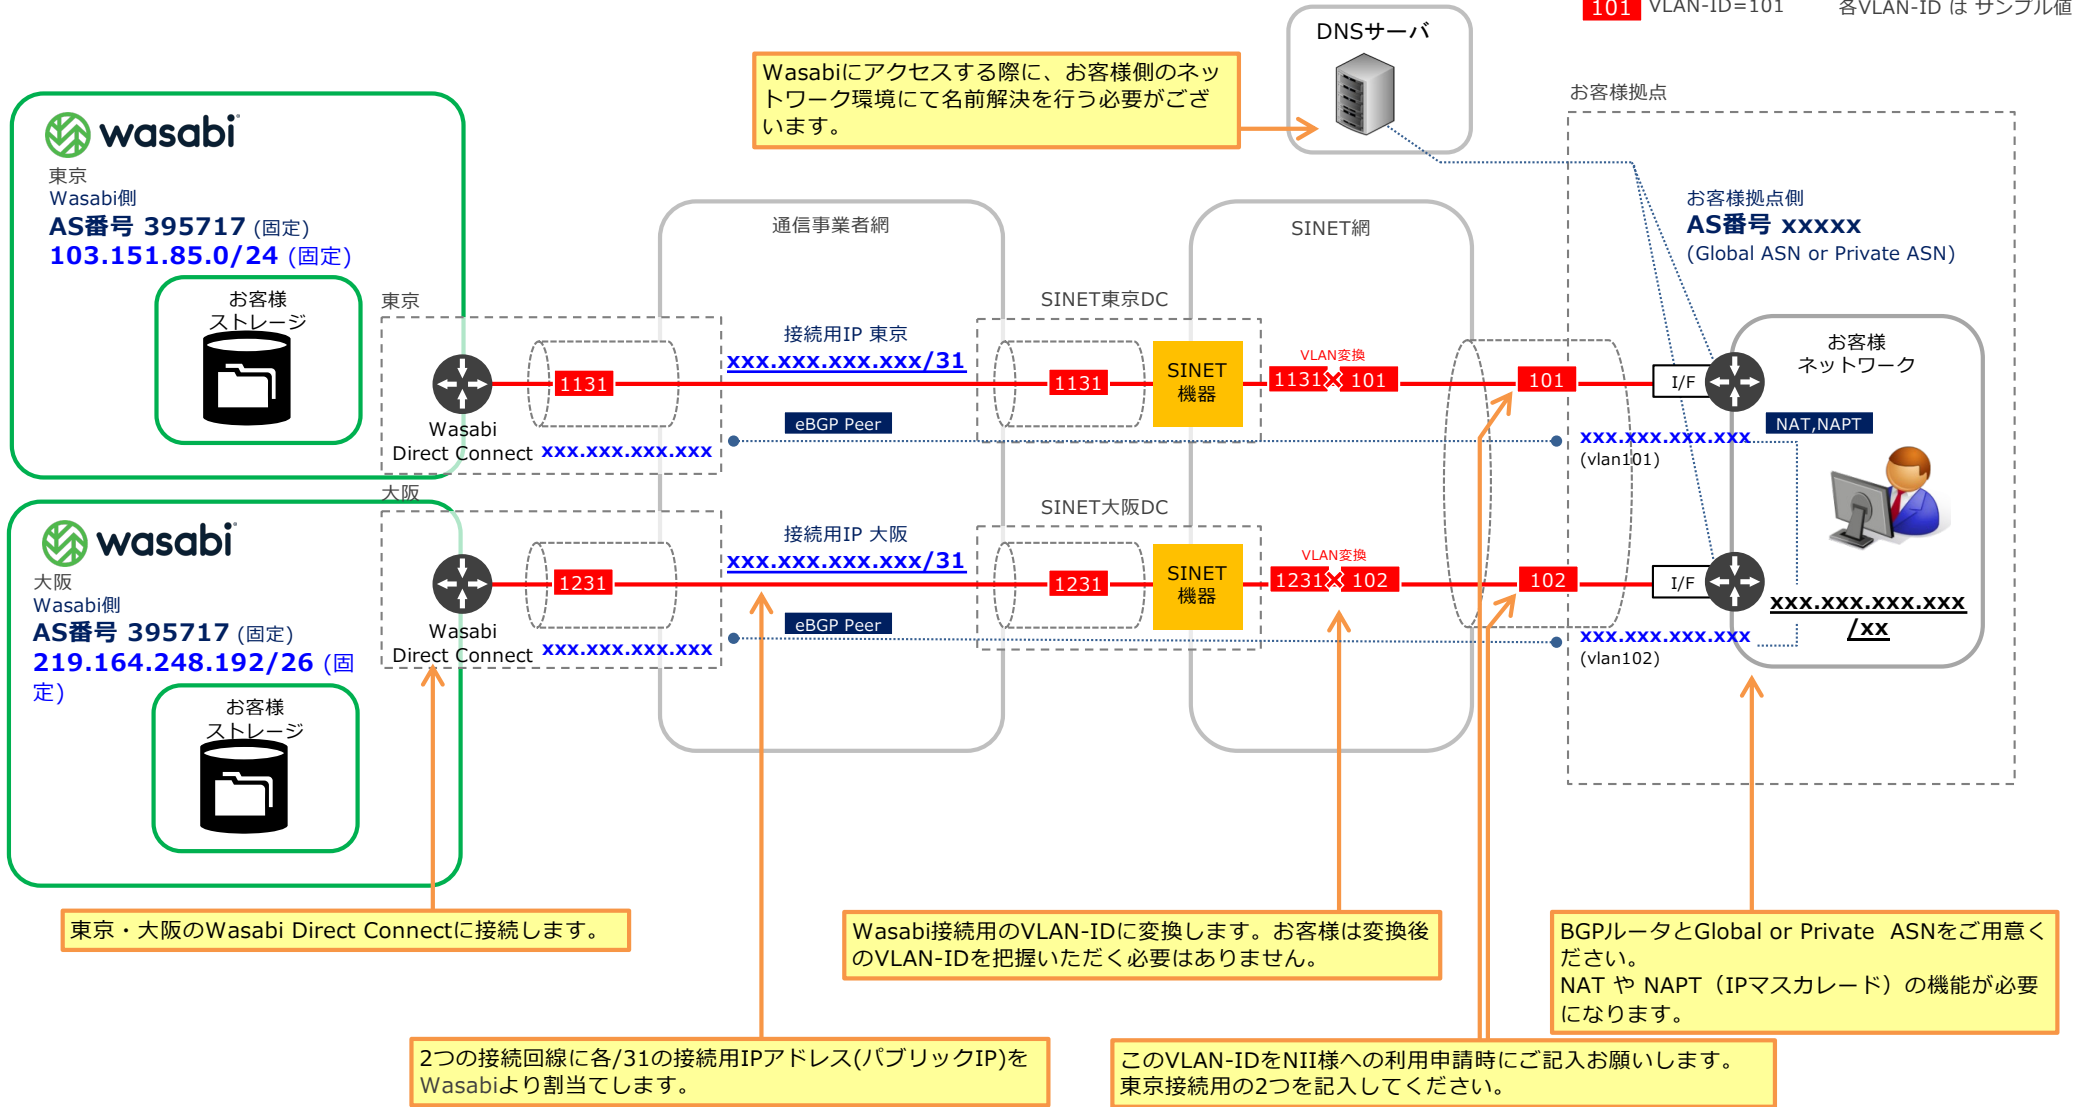 101 VLAN-ID=101 各VLAN-ID は サンプル値
DNSサーバ
Wasabiにアクセスする際に、お客様側のネッ
トワーク環境にて名前解決を行う必要がござ
います。
お客様拠点
wasabi
東京
Wasabi側
AS番号 395717 (固定)
103.151.85.0/24 (固定)
お客様
ストレージ
通信事業者網
SINET網
お客様拠点側
AS番号 xxxxx
(Global ASN or Private ASN)
東京
接続用IP 東京
xxx.xxx.xxx.xxx/31
SINET東京DC
1131
1131
SINET
機器
VLAN変換
1131 101
101
I/F
お客様
ネットワーク
Wasabi
Direct Connect xxx.xxx.xxx.xxx
eBGP Peer
xxx.xxx.xxx.xxx
(vlan101)
NAT,NAPT
wasabi
大阪
Wasabi側
AS番号 395717 (固定)
219.164.248.192/26 (固
定)
お客様
ストレージ
大阪
接続用IP 大阪
xxx.xxx.xxx.xxx/31
SINET大阪DC
1231
1231
SINET
機器
VLAN変換
1231 102
102
I/F
xxx.xxx.xxx.xxx
/xx
Wasabi
Direct Connect xxx.xxx.xxx.xxx
eBGP Peer
xxx.xxx.xxx.xxx
(vlan102)
東京・大阪のWasabi Direct Connectに接続します。
Wasabi接続用のVLAN-IDに変換します。お客様は変換後
のVLAN-IDを把握いただく必要はありません。
BGPルータとGlobal or Private ASNをご用意く
ださい。
NAT や NAPT（IPマスカレード）の機能が必要
になります。
2つの接続回線に各/31の接続用IPアドレス(パブリックIP)を
Wasabiより割当てします。
このVLAN-IDをNII様への利用申請時にご記入お願いします。
東京接続用の2つを記入してください。